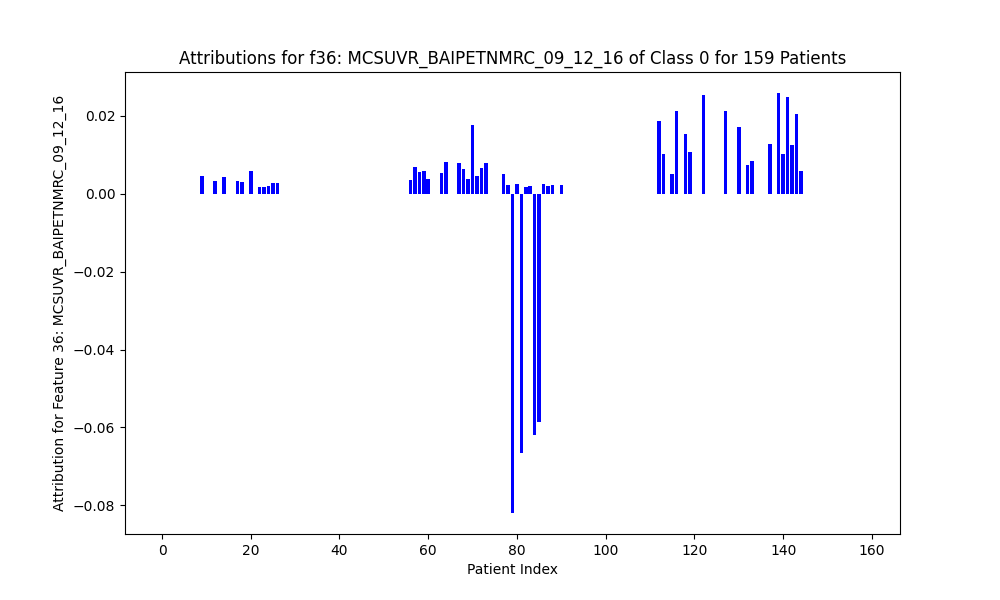 Attributions for f36: MCSUVR_BAIPETNMRC_09_12_16 of Class 0 for 159 Patients
Attribution for Feature 36: MCSUVR_BAIPETNMRC_09_12_16
0.02
0.00
−0.02
−0.04
−0.06
−0.08
0 20 40 60 80 100 120 140 160
Patient Index